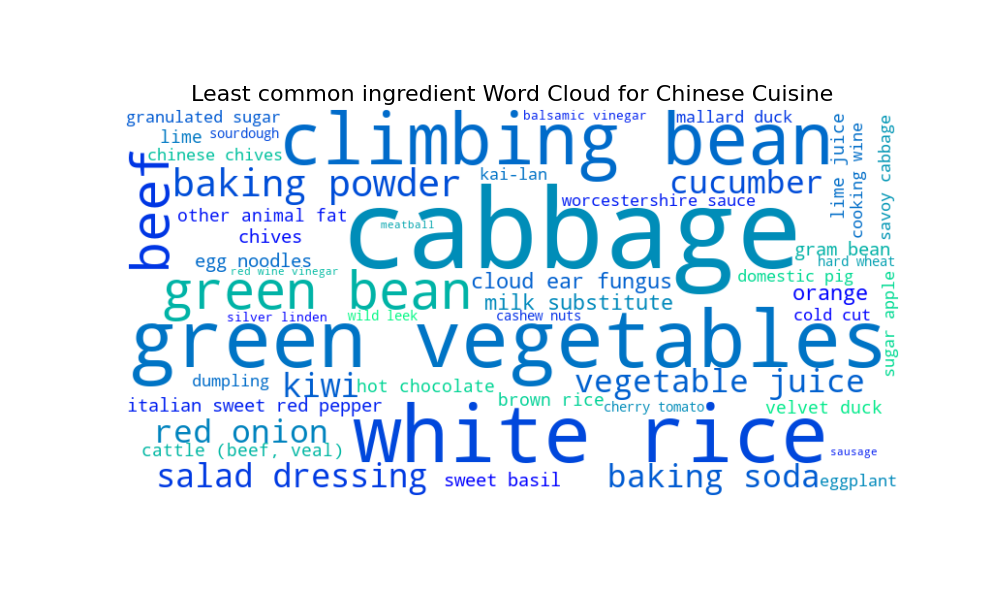 Least common ingredient Word Cloud for Chinese Cuisine
granulated sugar
climbing bean
balsamic vinegar
mallard duck
lime
sourdough
chinese chives
beef
baking powder
kai-lan
cucumber
lime juice
cooking wine
savoy cabbage
other animal fat
cabbage
worcestershire sauce
meatball
chives
gram bean
egg noodles
hard wheat
red wine vinegar
green bean
cloud ear fungus
domestic pig
milk substitute
orange
sugar apple
silver linden
wild leek
cashew nuts
cold cut
green vegetables
dumpling
kiwi
hot chocolate
vegetable juice
brown rice
italian sweet red pepper
cherry tomato
velvet duck
red onion
white rice
cattle (beef, veal)
sausage
salad dressing
sweet basil
baking soda
eggplant